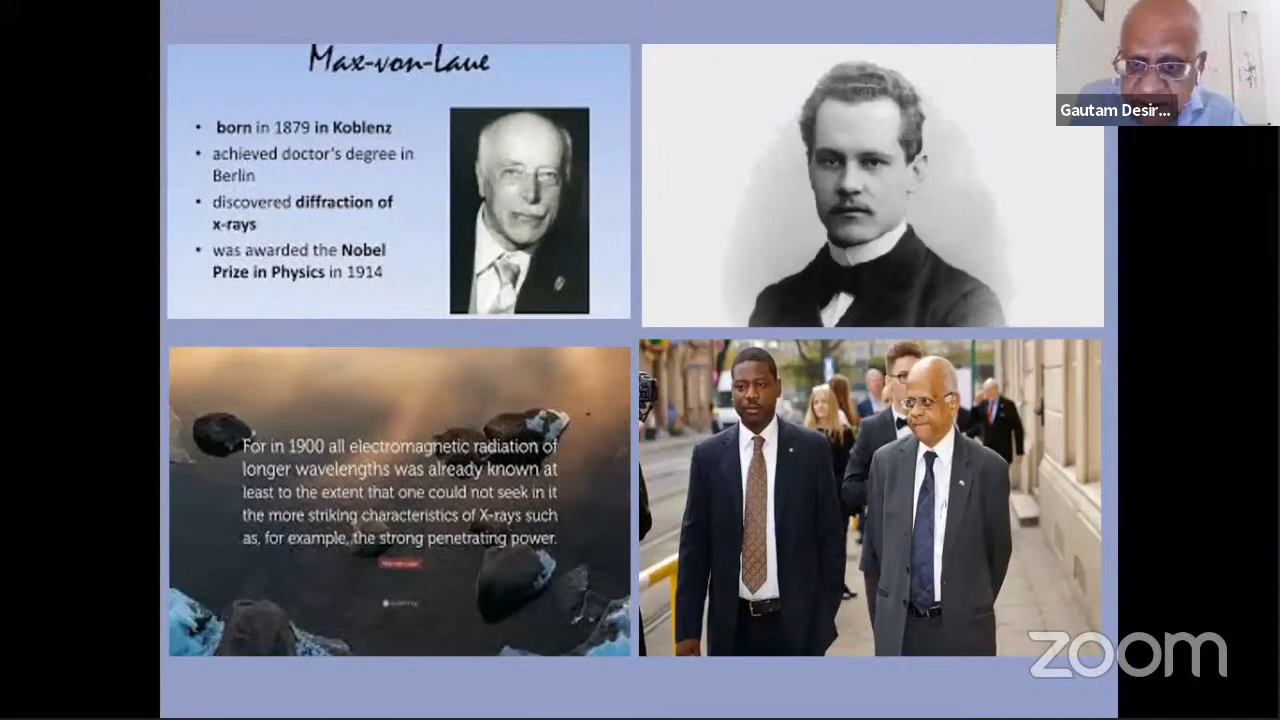 Max-von-Laue
• born in 1879 in Koblenz
• achieved doctor's degree in
Berlin
• discovered diffraction of
x-rays
• was awarded the Nobel
Prize in Physics in 1914
Gautam Desir...
For in 1900 all electromagnetic radiation of
longer wavelengths was already known at
least to the extent that one could not seek in it
the more striking characteristics of X-rays such
as, for example, the strong penetrating power.
zoom